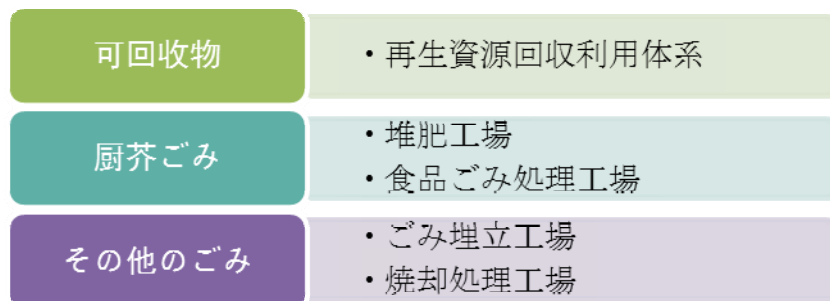 可回收物
・再生資源回収利用体系
厨芥ごみ
・堆肥工場
・食品ごみ処理工場
その他のごみ
・ごみ埋立工場
・焼却処理工場